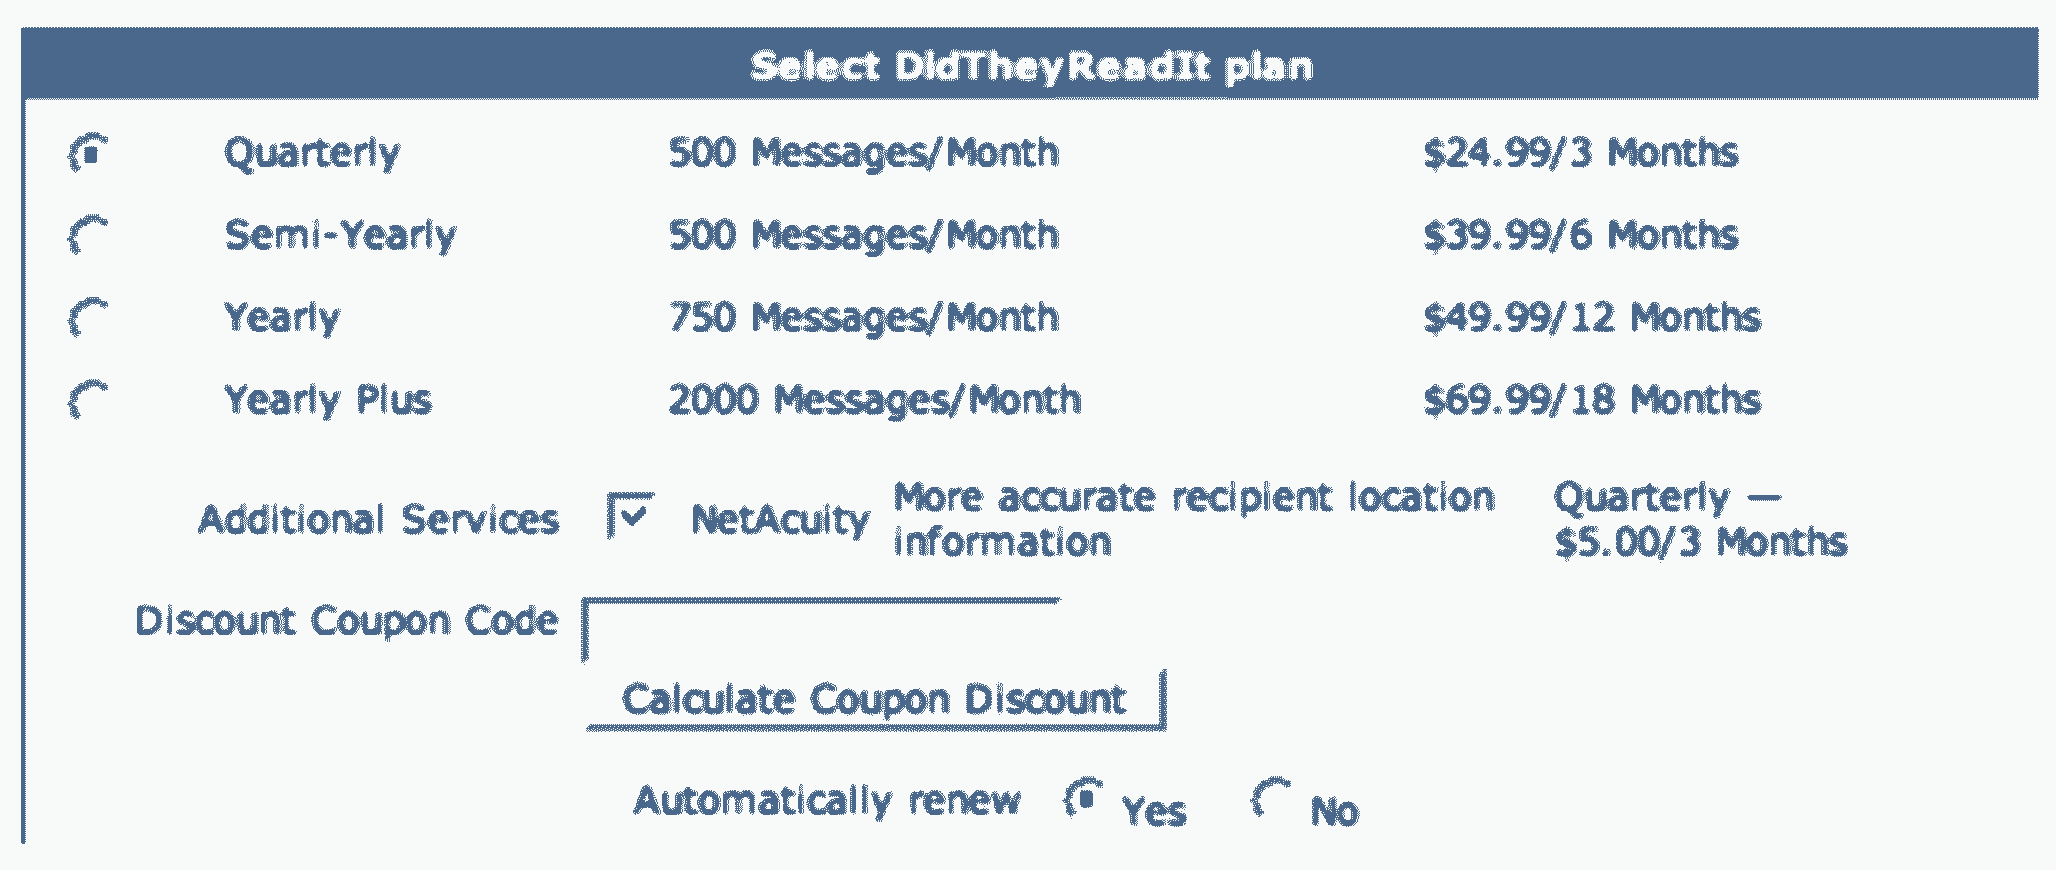 Select DidTheyReadIt plan
Quarterly 500 Messages/Month $24.99/3 Months
Semi-Yearly 500 Messages/Month $39.99/6 Months
Yearly 750 Messages/Month $49.99/12 Months
Yearly Plus 2000 Messages/Month $69.99/18 Months
Additional Services NetAcuity More accurate recipient location information Quarterly — $5.00/3 Months
Discount Coupon Code
Calculate Coupon Discount
Automatically renew Yes No